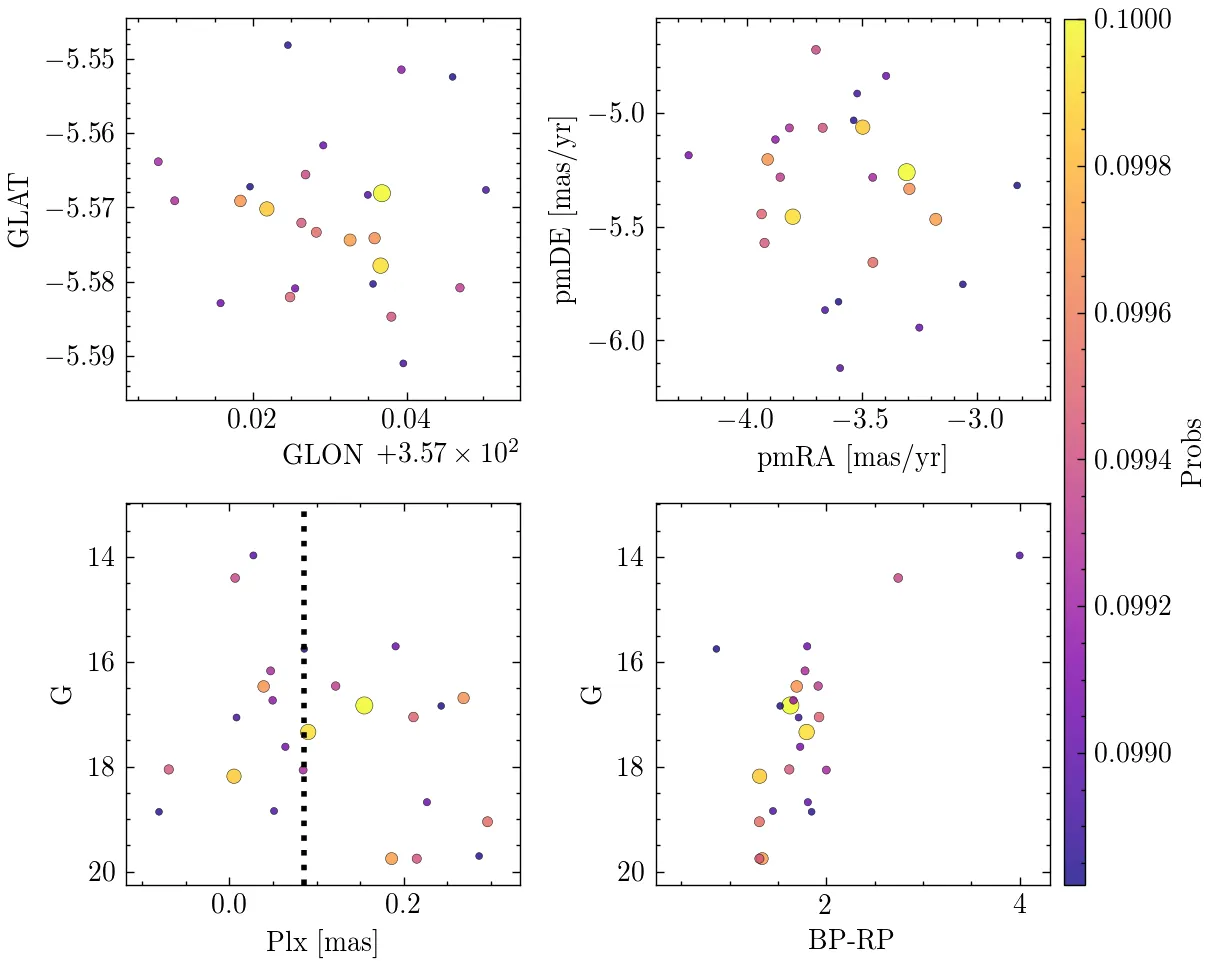 −5.55
−5.56
−5.57
−5.58
−5.59
GLAT
0.02 0.04
GLON +3.57 × 10²
−5.0
−5.5
−6.0
pmDE [mas/yr]
−4.0 −3.5 −3.0
pmRA [mas/yr]
0.1000
0.0998
0.0996
0.0994
0.0992
0.0990
Probs
14
16
18
20
G
0.0 0.2
Plx [mas]
14
16
18
20
G
2 4
BP-RP